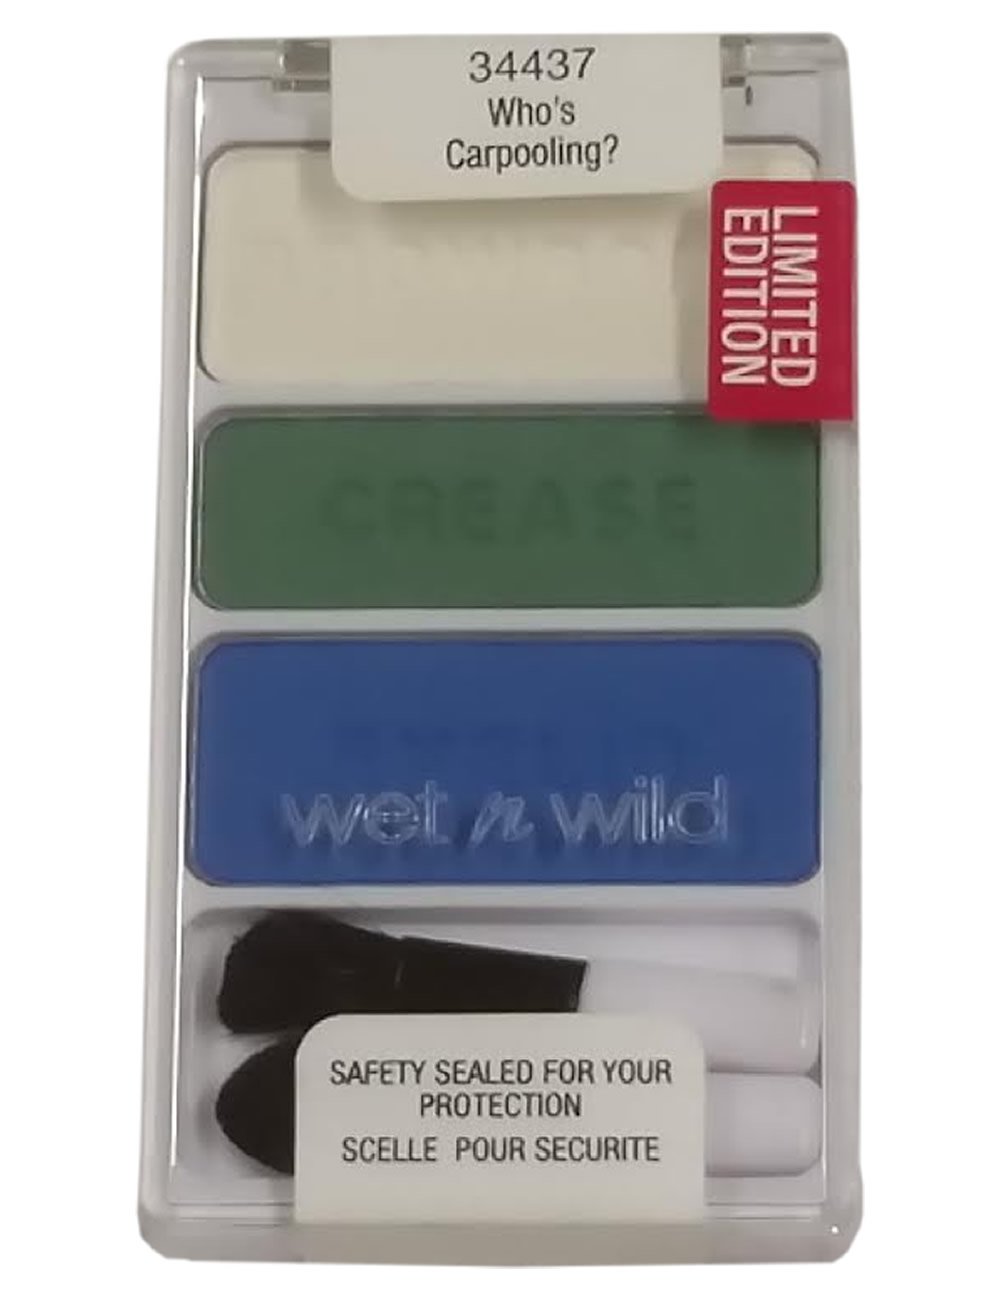 34437
Who's
Carpooling?
LIMITED
EDITION
CREASE
wet n wild
SAFETY SEALED FOR YOUR
PROTECTION
SCELLE POUR SECURITE